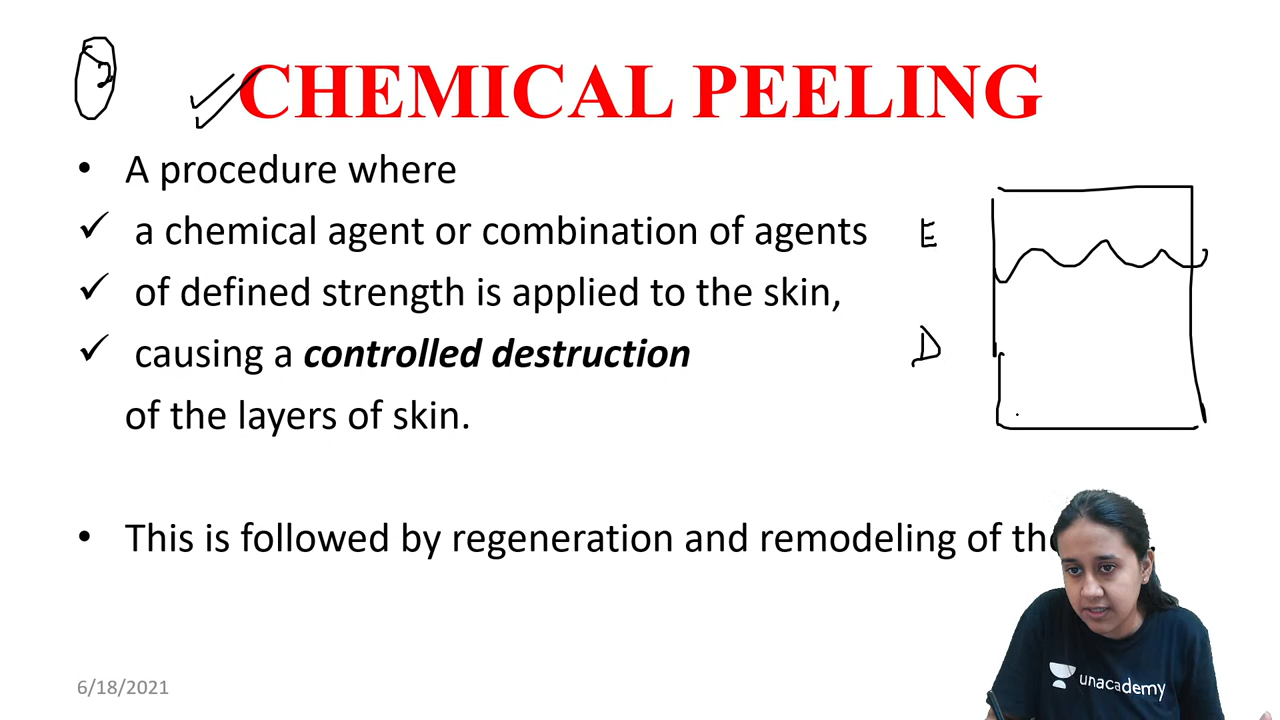 2
CHEMICAL PEELING
• A procedure where
✓ a chemical agent or combination of agents
E
✓ of defined strength is applied to the skin,
✓ causing a controlled destruction
D
of the layers of skin.
• This is followed by regeneration and remodeling of the
unacademy
6/18/2021